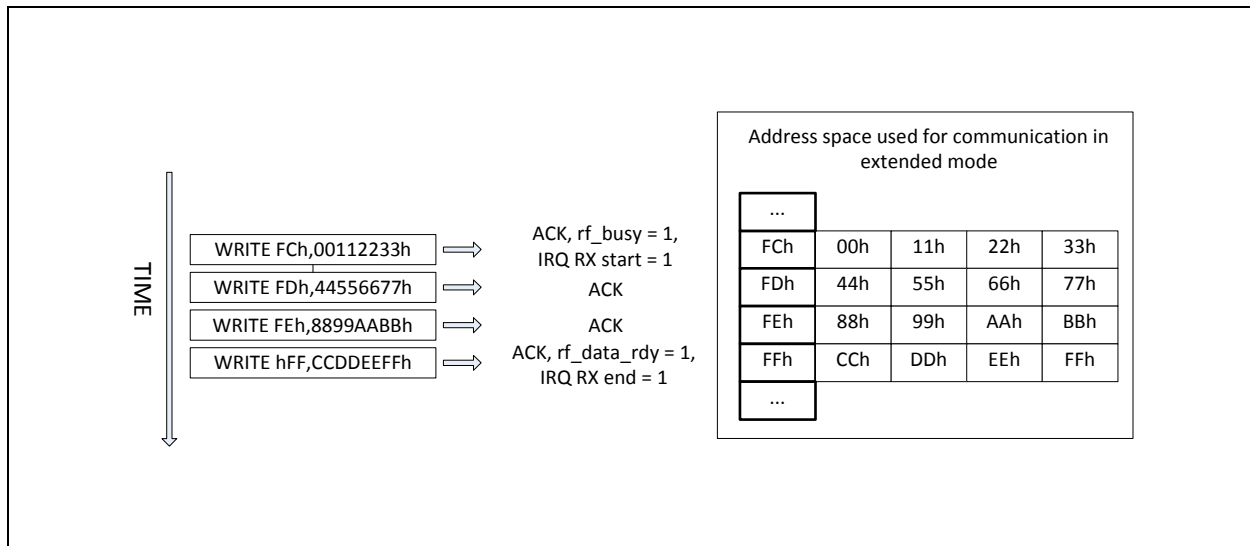 TIME
WRITE FCh,00112233h
ACK, rf_busy = 1,
IRQ RX start = 1
WRITE FDh,44556677h
ACK
WRITE FEh,8899AABBh
ACK
WRITE hFF,CCDDEEFFh
ACK, rf_data_rdy = 1,
IRQ RX end = 1
Address space used for communication in
extended mode
...
FCh 00h 11h 22h 33h
FDh 44h 55h 66h 77h
FEh 88h 99h AAh BBh
FFh CCh DDh EEh FFh
...